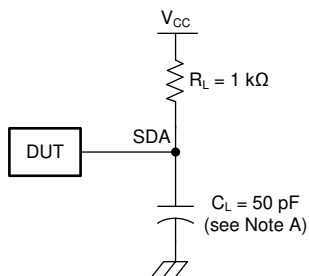 VCC
RL = 1 kΩ
SDA
DUT
CL = 50 pF
(see Note A)